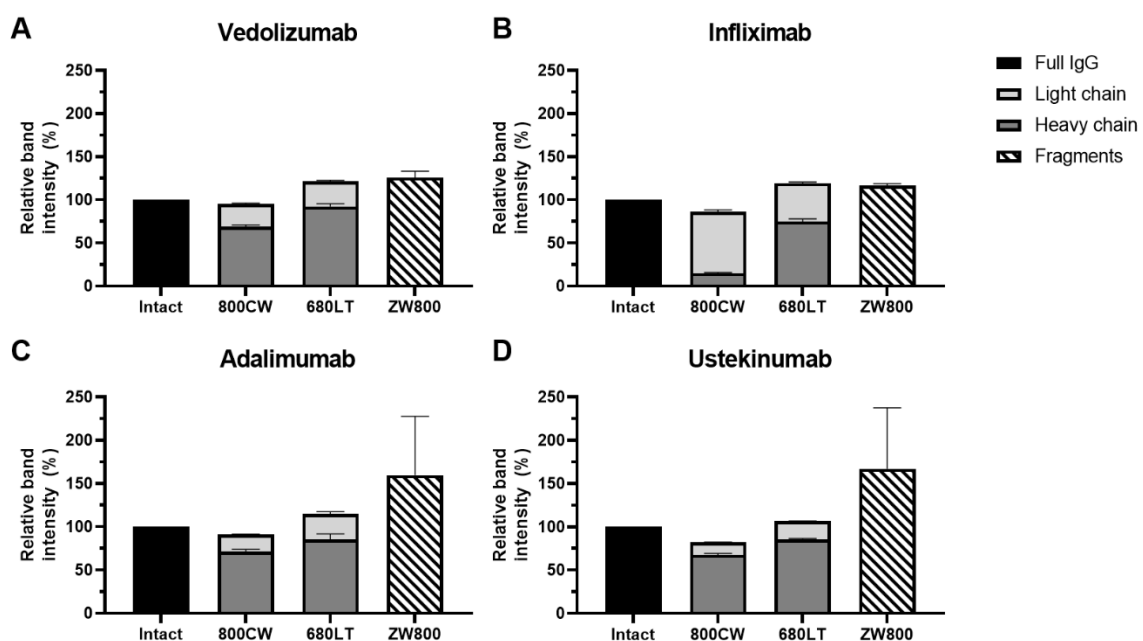 A
Vedolizumab
Relative band
intensity (%)
250
200
150
100
50
0
Intact 800CW 680LT ZW800
B
Infliximab
Relative band
intensity (%)
250
200
150
100
50
0
Intact 800CW 680LT ZW800
Full IgG
Light chain
Heavy chain
Fragments
C
Adalimumab
Relative band
intensity (%)
250
200
150
100
50
0
Intact 800CW 680LT ZW800
D
Ustekinumab
Relative band
intensity (%)
250
200
150
100
50
0
Intact 800CW 680LT ZW800